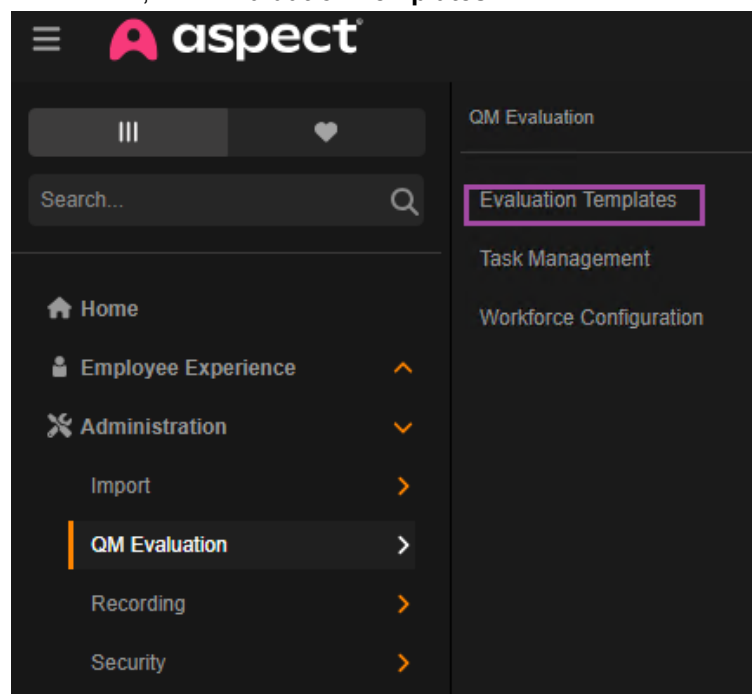 aspect
Search...
Home
Employee Experience
Administration
Import
QM Evaluation
Recording
Security
QM Evaluation
Evaluation Templates
Task Management
Workforce Configuration